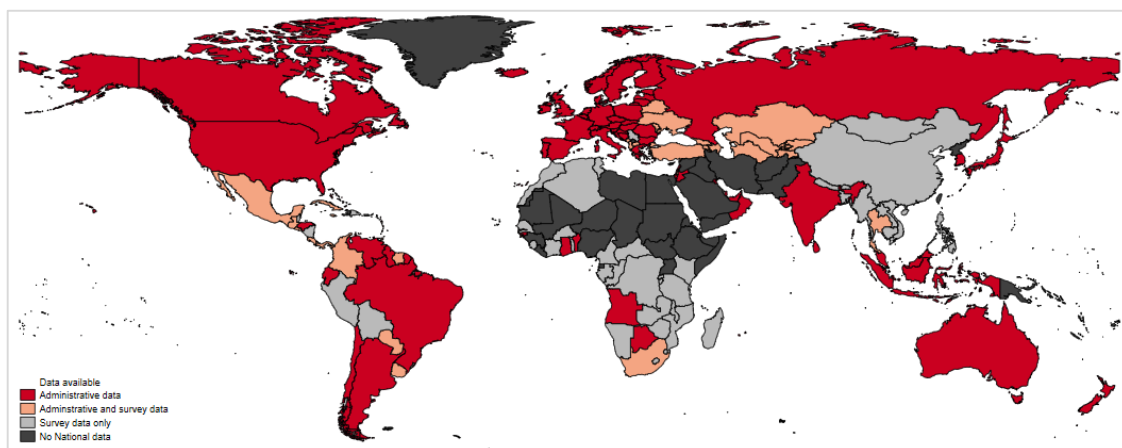 Data available
Administrative data
Adminstrative and survey data
Survey data only
No National data